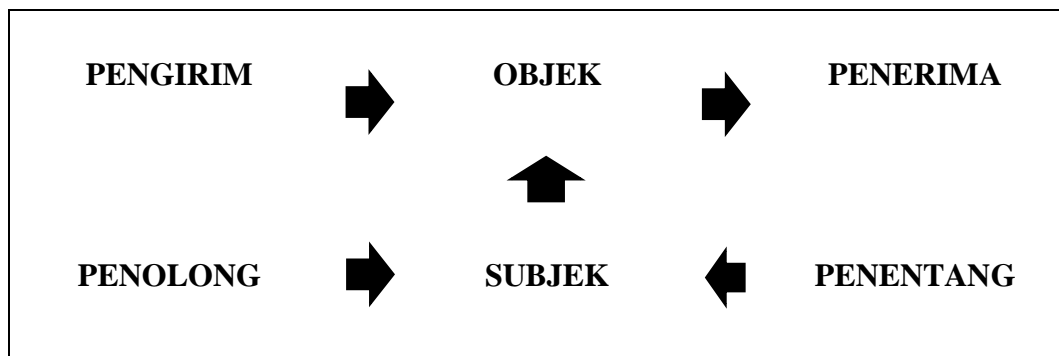 PENGIRIM OBJEK PENERIMA
PENOLONG SUBJEK PENENTANG